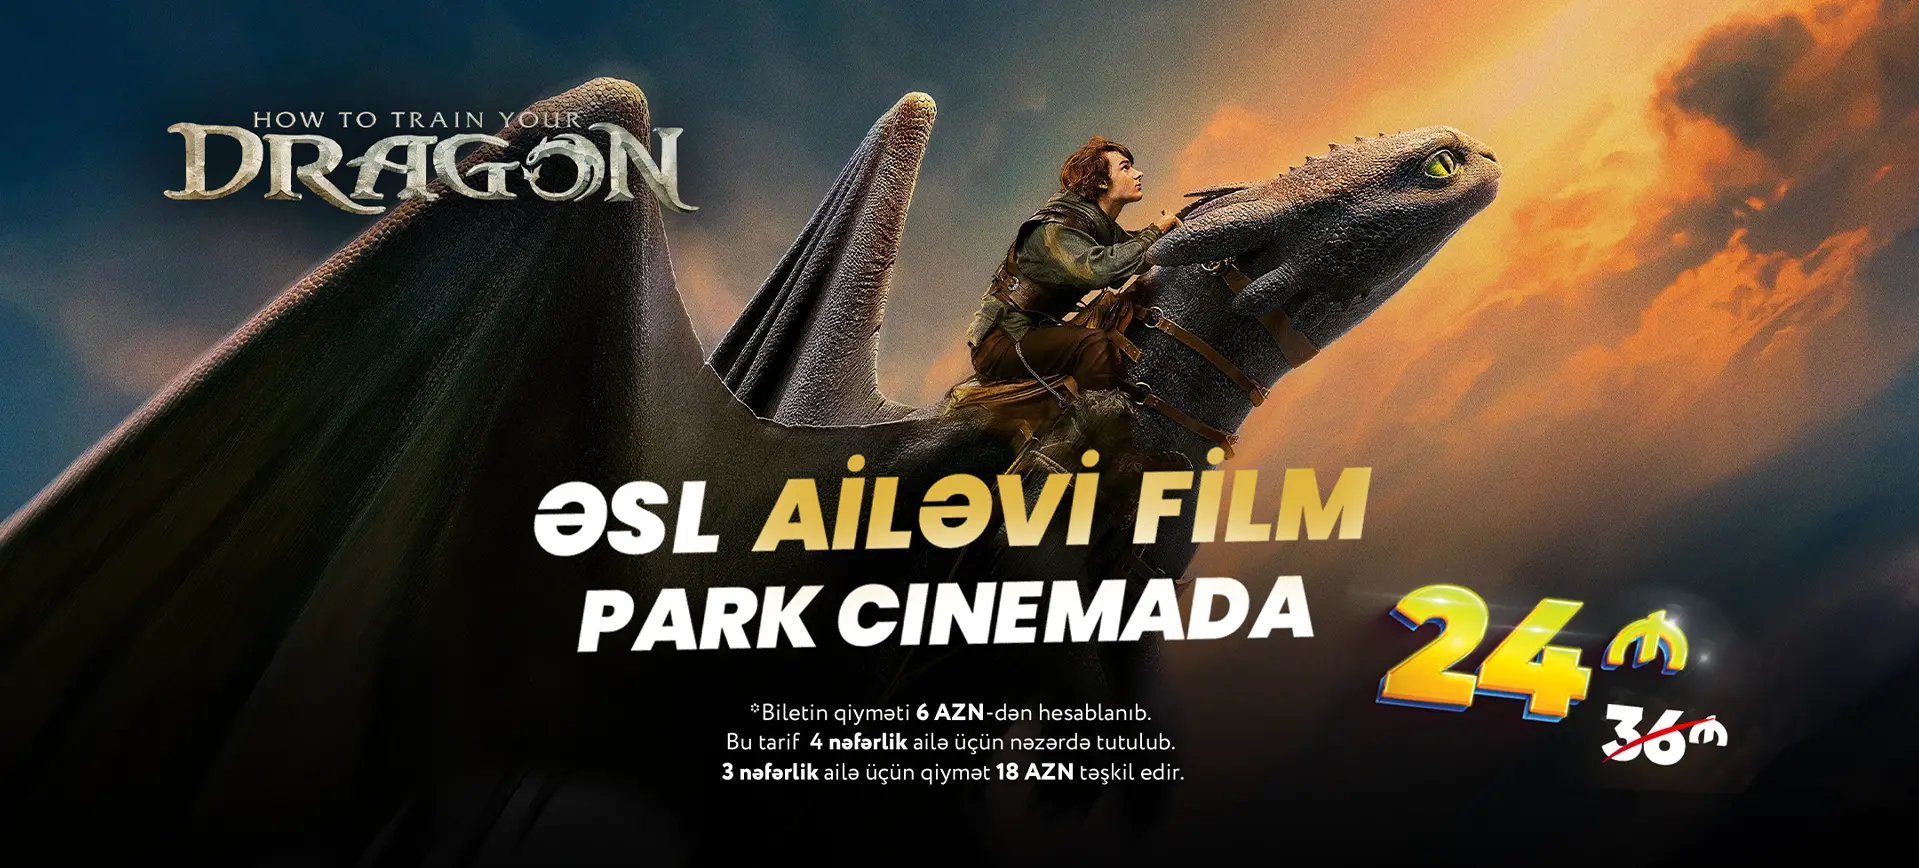 HOW TO TRAIN YOUR
DRAGON
ƏSL AİLƏVİ FİLM
PARK CINEMADA
24 ₼
36 ₼
*Biletin qiyməti 6 AZN-dən hesablanıb.
Bu tarif 4 nəfərlik ailə üçün nəzərdə tutulub.
3 nəfərlik ailə üçün qiymət 18 AZN təşkil edir.